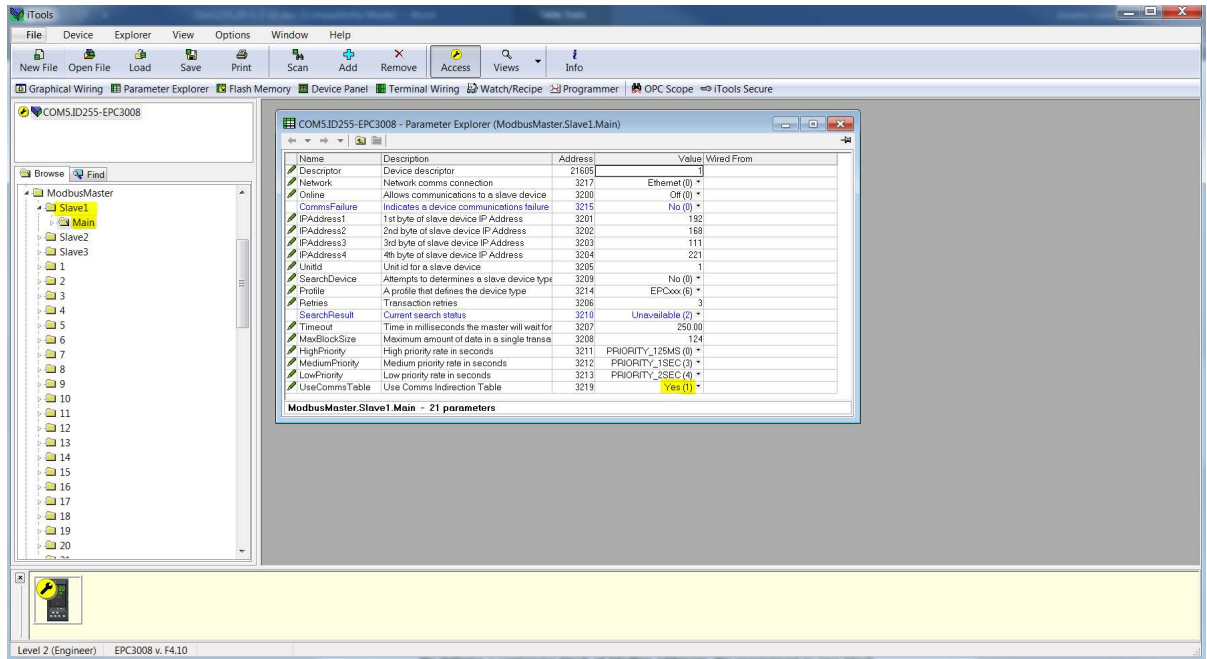 iTools
File Device Explorer View Options Window Help
New File Open File Load Save Print Scan Add Remove Access Views Info
Graphical Wiring Parameter Explorer Flash Memory Device Panel Terminal Wiring Watch/Recipe Programmer OPC Scope iTools Secure
COM5.ID255-EPC3008
Browse Find
ModbusMaster
Slave1
Main
Slave2
Slave3
1
2
3
4
5
6
7
8
9
10
11
12
13
14
15
16
17
18
19
20
COM5.ID255-EPC3008 - Parameter Explorer (ModbusMaster.Slave1.Main)
Name Description Address Value Wired From
Descriptor Device descriptor 21605 1
Network Network comms connection 3217 Ethernet (0)
Online Allows communications to a slave device 3200 Off (0)
CommsFailure Indicates a device communications failure 3215 No (0)
IPAddress1 1st byte of slave device IP Address 3201 192
IPAddress2 2nd byte of slave device IP Address 3202 168
IPAddress3 3rd byte of slave device IP Address 3203 111
IPAddress4 4th byte of slave device IP Address 3204 221
UnitId Unit id for a slave device 3205 1
SearchDevice Attempts to determines a slave device type 3209 No (0)
Profile A profile that defines the device type 3214 EPCxxx (6)
Retries Transaction retries 3206 3
SearchResult Current search status 3210 Unavailable (2)
Timeout Time in milliseconds the master will wait for 3207 250.00
MaxBlockSize Maximum amount of data in a single transa 3208 124
HighPriority High priority rate in seconds 3211 PRIORITY_125MS (0)
MediumPriority Medium priority rate in seconds 3212 PRIORITY_1SEC (3)
LowPriority Low priority rate in seconds 3213 PRIORITY_2SEC (4)
UseCommsTable Use Comms Indirection Table 3219 Yes (1)
ModbusMaster.Slave1.Main - 21 parameters
Level 2 (Engineer) EPC3008 v. F4.10